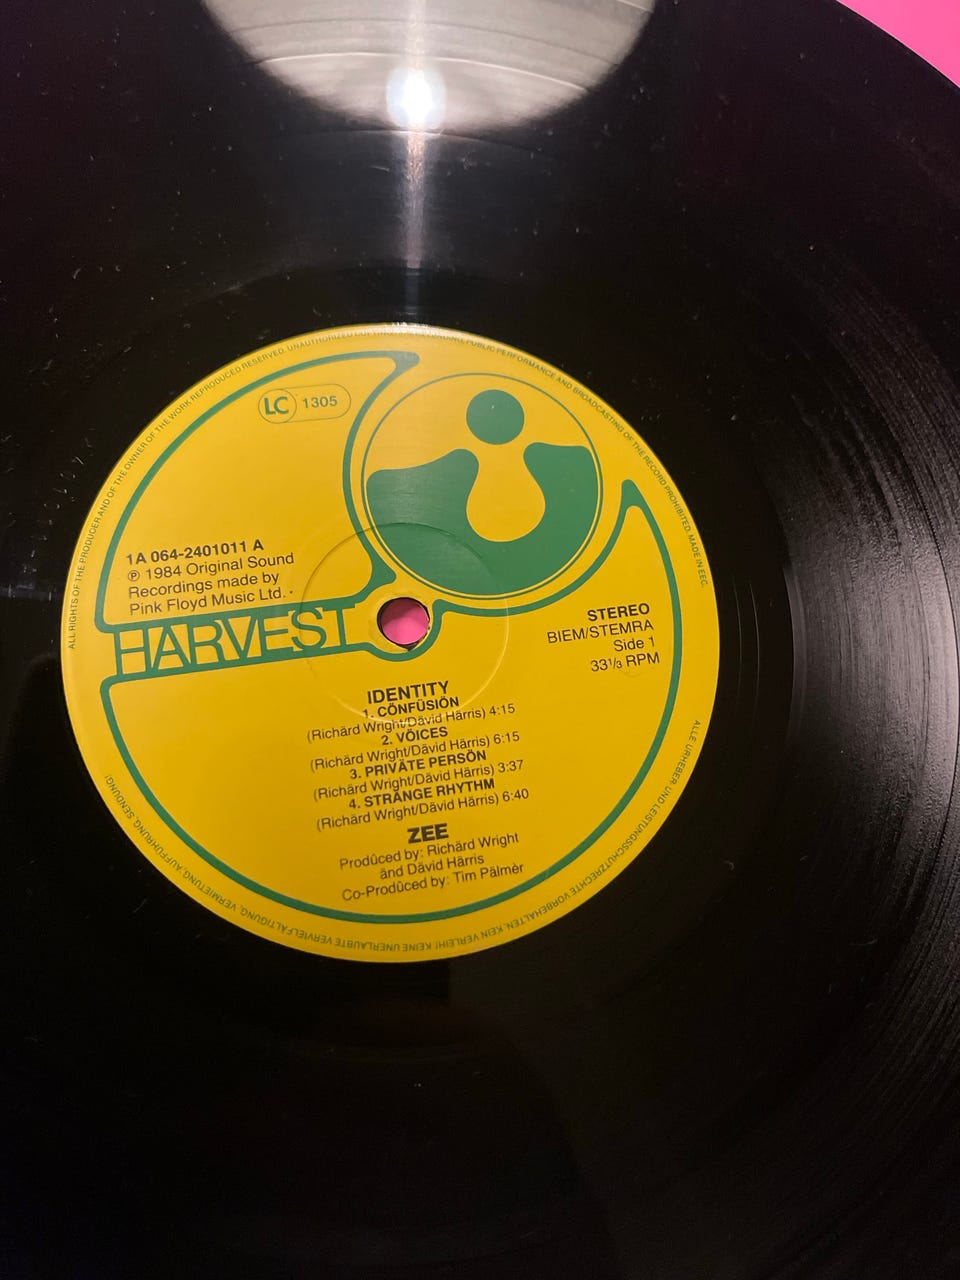 ALL RIGHTS OF THE PRODUCER AND OF THE OWNER OF THE WORK REPRODUCED RESERVED. UNAUTHORIZED PUBLIC PERFORMANCE AND BROADCASTING OF THE RECORD PROHIBITED. MADE IN EEC.
LC 1305
1A 064-2401011 A
℗ 1984 Original Sound
Recordings made by
Pink Floyd Music Ltd.
HARVEST
STEREO
BIEM/STEMRA
Side 1
33 1/3 RPM
IDENTITY
1. CÖNFÜSIÖN
(Richärd Wright/Dävid Härris) 4:15
2. VÖICES
(Richärd Wright/Dävid Härris) 6:15
3. PRIVÄTE PERSÖN
(Richärd Wright/Dävid Härris) 3:37
4. STRÄNGE RHYTHM
(Richärd Wright/Dävid Härris) 6:40
ZEE
Prodûced by: Richärd Wright
änd Dävid Härris
Co-Prodûced by: Tim Pälmèr
ALLE URHEBER UND LEISTUNGSSCHUTZRECHTE VORBEHALTEN. KEIN VERLEIH! KEINE UNERLAUBTE VERVIELFÄLTIGUNG, VERMIETUNG, AUFFÜHRUNG, SENDUNG!